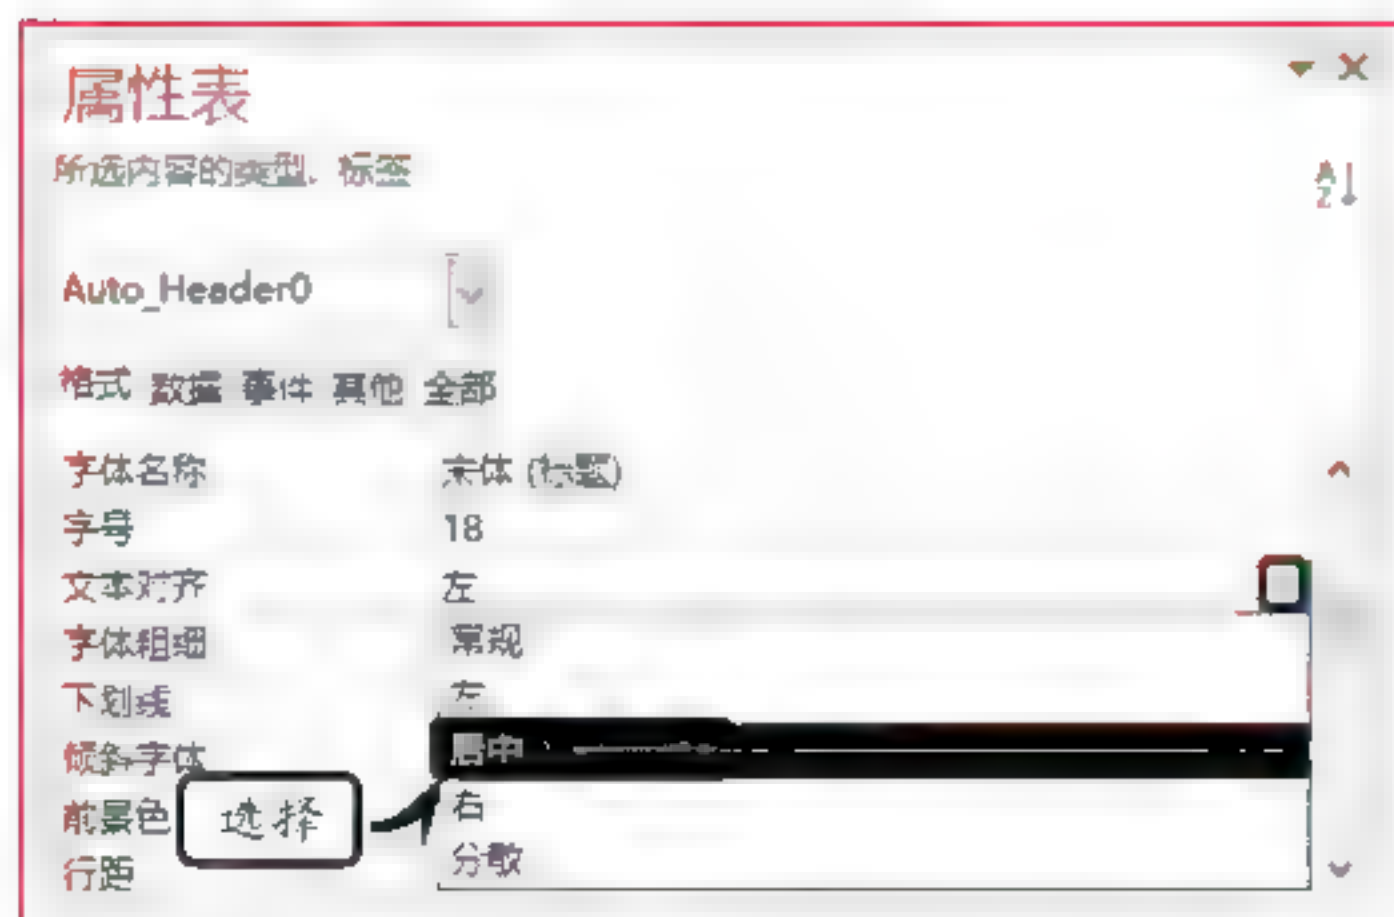 属性表
所选内容的类型: 标签
A
Z
Auto_Header0
格式 数据 事件 其他 全部
字体名称 宋体 (标题)
字号 18
文本对齐 左
字体粗细 常规
下划线 左
倾斜字体 居中
前景色 右
选择
行距 分散